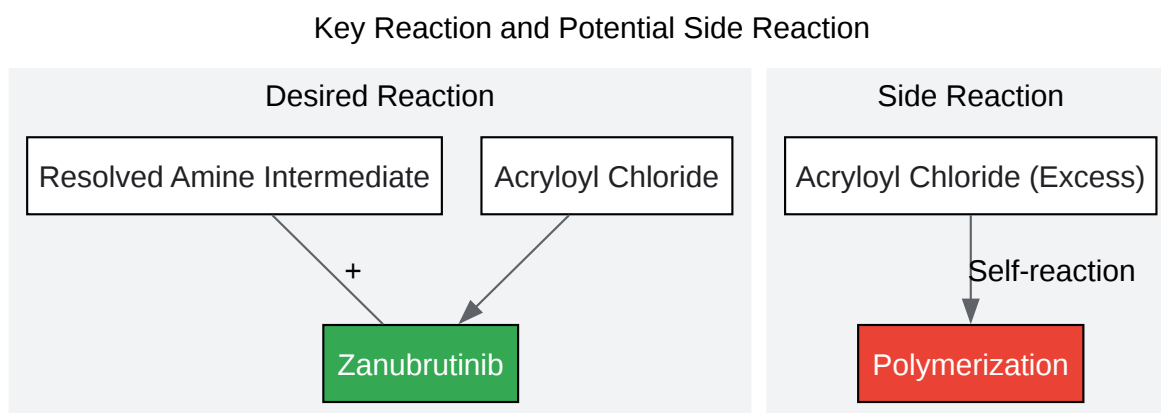 Key Reaction and Potential Side Reaction
Desired Reaction
Resolved Amine Intermediate
Acryloyl Chloride
+
Zanubrutinib
Side Reaction
Acryloyl Chloride (Excess)
Self-reaction
Polymerization